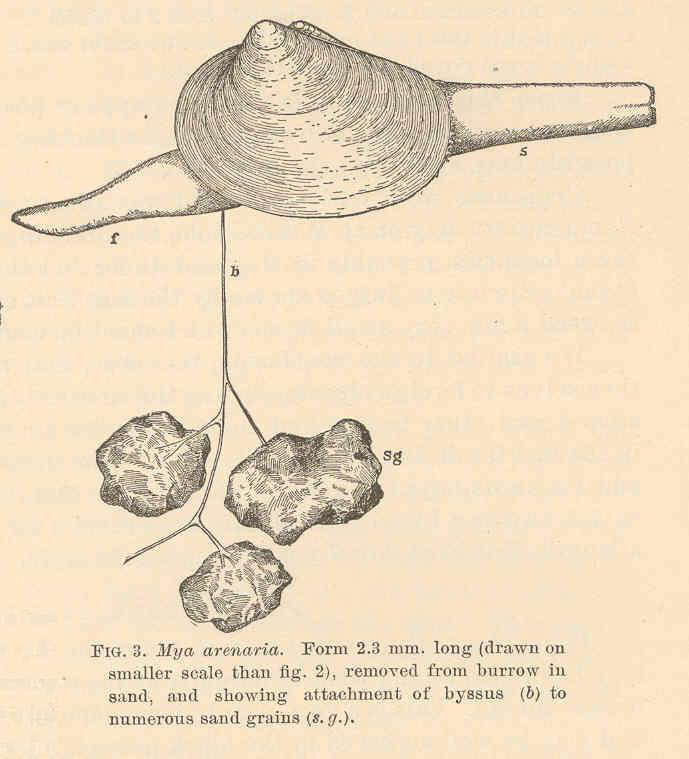 s
f
b
sg
FIG. 3. Mya arenaria. Form 2.3 mm. long (drawn on
smaller scale than fig. 2), removed from burrow in
sand, and showing attachment of byssus (b) to
numerous sand grains (s. g.).